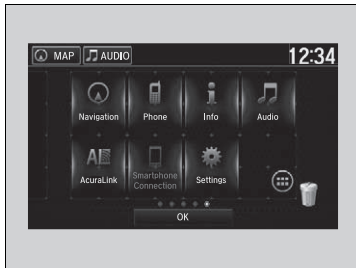 MAP AUDIO 12:34
Navigation Phone Info Audio
AcuraLink Smartphone Connection Settings
OK